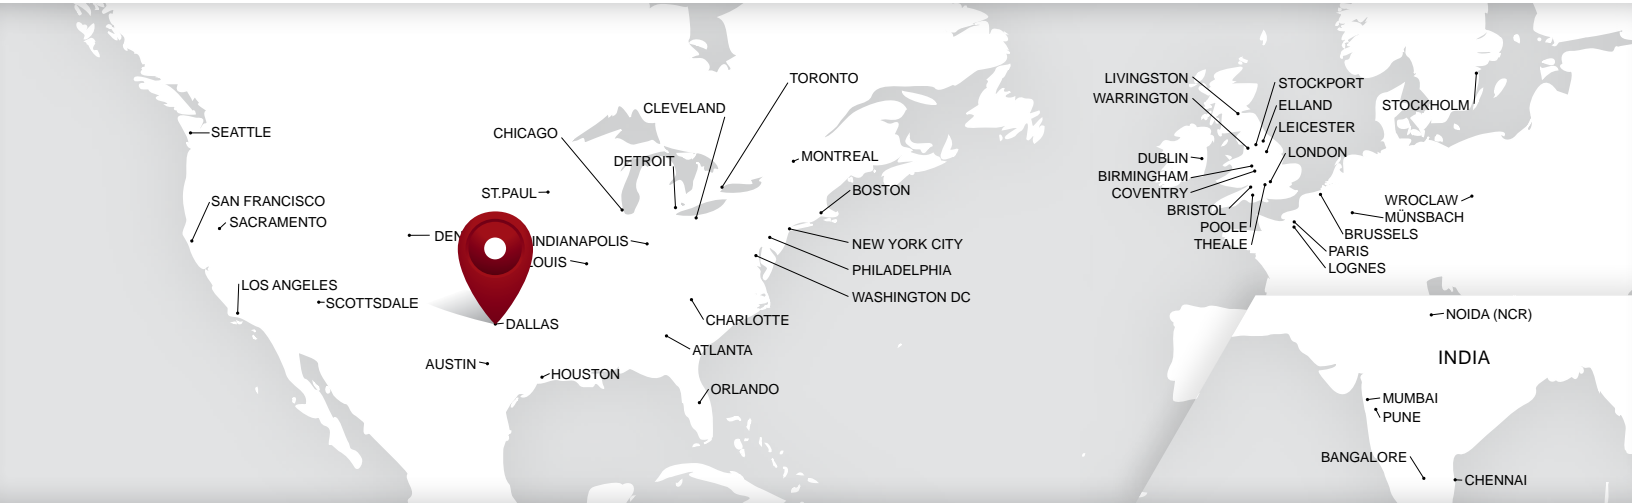 TORONTO
LIVINGSTON
STOCKPORT
WARRINGTON
ELLAND
STOCKHOLM
CLEVELAND
LEICESTER
SEATTLE
CHICAGO
LONDON
MONTREAL
DUBLIN
DETROIT
BIRMINGHAM
ST.PAUL
BOSTON
COVENTRY
SAN FRANCISCO
WROCLAW
BRISTOL
MÜNSBACH
SACRAMENTO
POOLE
BRUSSELS
DEN
INDIANAPOLIS
NEW YORK CITY
THEALE
PARIS
OUIS
PHILADELPHIA
LOGNES
LOS ANGELES
WASHINGTON DC
SCOTTSDALE
NOIDA (NCR)
CHARLOTTE
DALLAS
ATLANTA
INDIA
AUSTIN
HOUSTON
ORLANDO
MUMBAI
PUNE
BANGALORE
CHENNAI